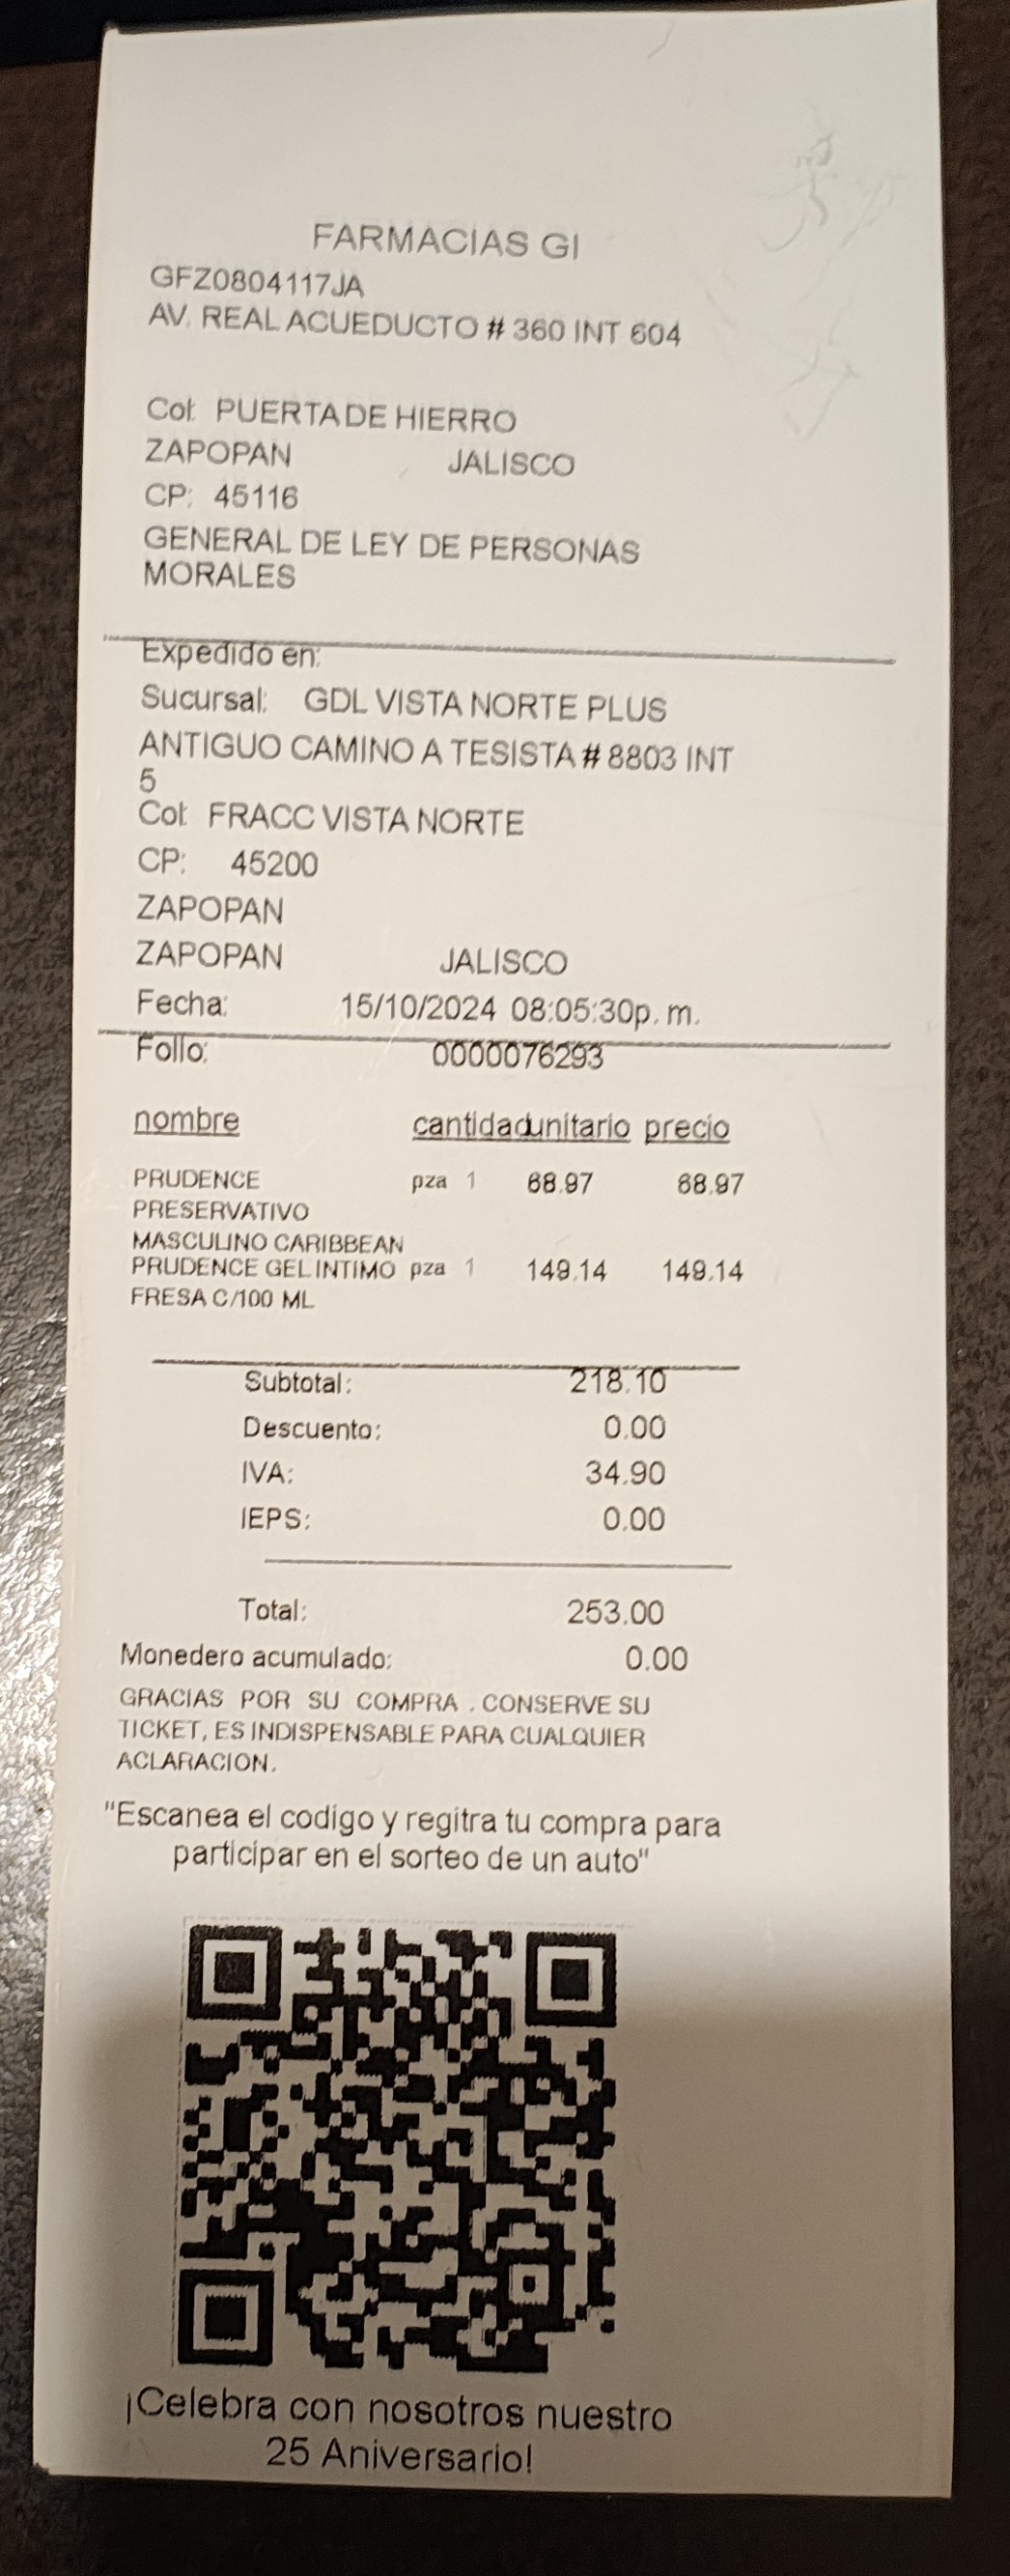 FARMACIAS GI
GFZ0804117JA
AV. REAL ACUEDUCTO # 360 INT 604
Col: PUERTA DE HIERRO
ZAPOPAN JALISCO
CP: 45116
GENERAL DE LEY DE PERSONAS
MORALES
Expedido en:
Sucursal: GDL VISTA NORTE PLUS
ANTIGUO CAMINO A TESISTA # 8803 INT
5
Col: FRACC VISTA NORTE
CP: 45200
ZAPOPAN
ZAPOPAN JALISCO
Fecha: 15/10/2024 08:05:30p. m.
Folio: 0000076293
nombre cantidad unitario precio
PRUDENCE pza 1 68.97 68.97
PRESERVATIVO
MASCULINO CARIBBEAN
PRUDENCE GEL INTIMO pza 1 149.14 149.14
FRESA C/100 ML
Subtotal: 218.10
Descuento: 0.00
IVA: 34.90
IEPS: 0.00
Total: 253.00
Monedero acumulado: 0.00
GRACIAS POR SU COMPRA . CONSERVE SU
TICKET, ES INDISPENSABLE PARA CUALQUIER
ACLARACION.
"Escanea el codigo y regitra tu compra para
participar en el sorteo de un auto"
¡Celebra con nosotros nuestro
25 Aniversario!